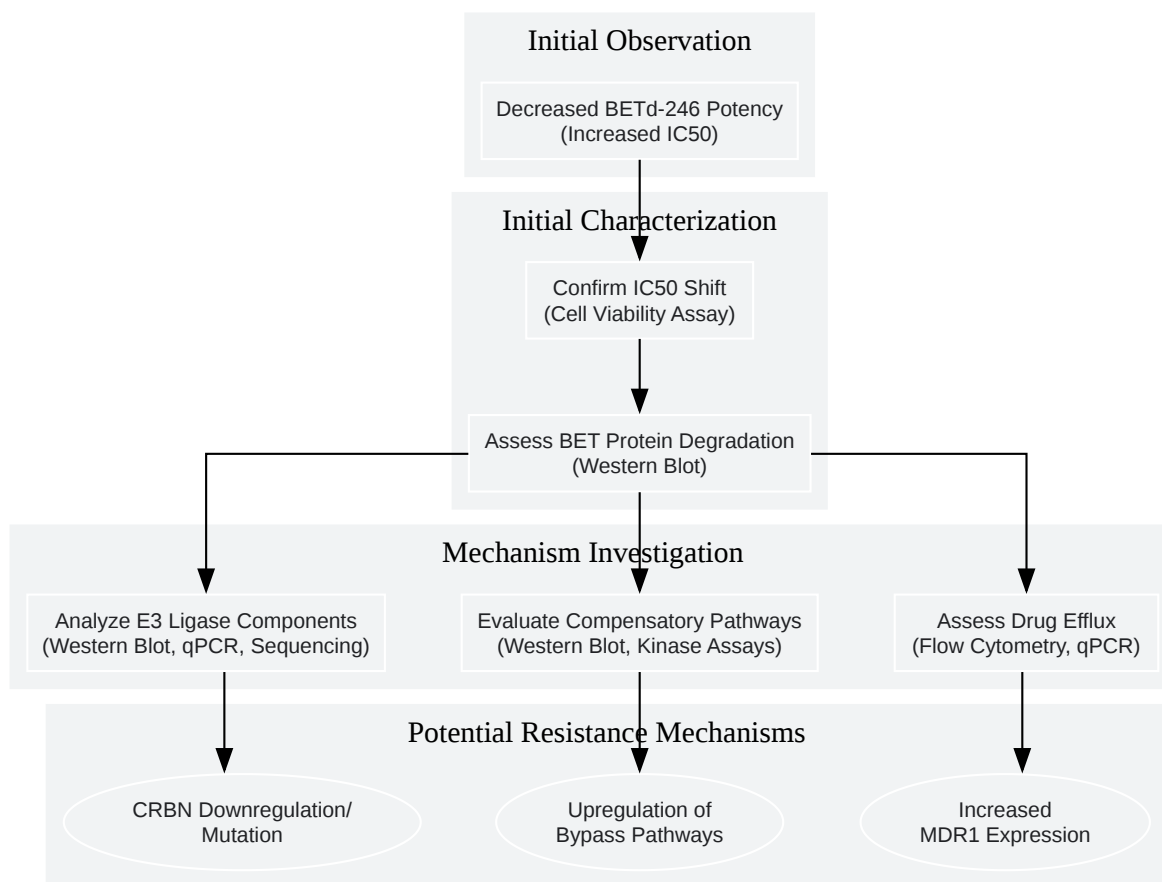 Initial Observation
Decreased BETd-246 Potency
(Increased IC50)
Initial Characterization
Confirm IC50 Shift
(Cell Viability Assay)
Assess BET Protein Degradation
(Western Blot)
Mechanism Investigation
Analyze E3 Ligase Components
(Western Blot, qPCR, Sequencing)
Evaluate Compensatory Pathways
(Western Blot, Kinase Assays)
Assess Drug Efflux
(Flow Cytometry, qPCR)
Potential Resistance Mechanisms
CRBN Downregulation/
Mutation
Upregulation of
Bypass Pathways
Increased
MDR1 Expression